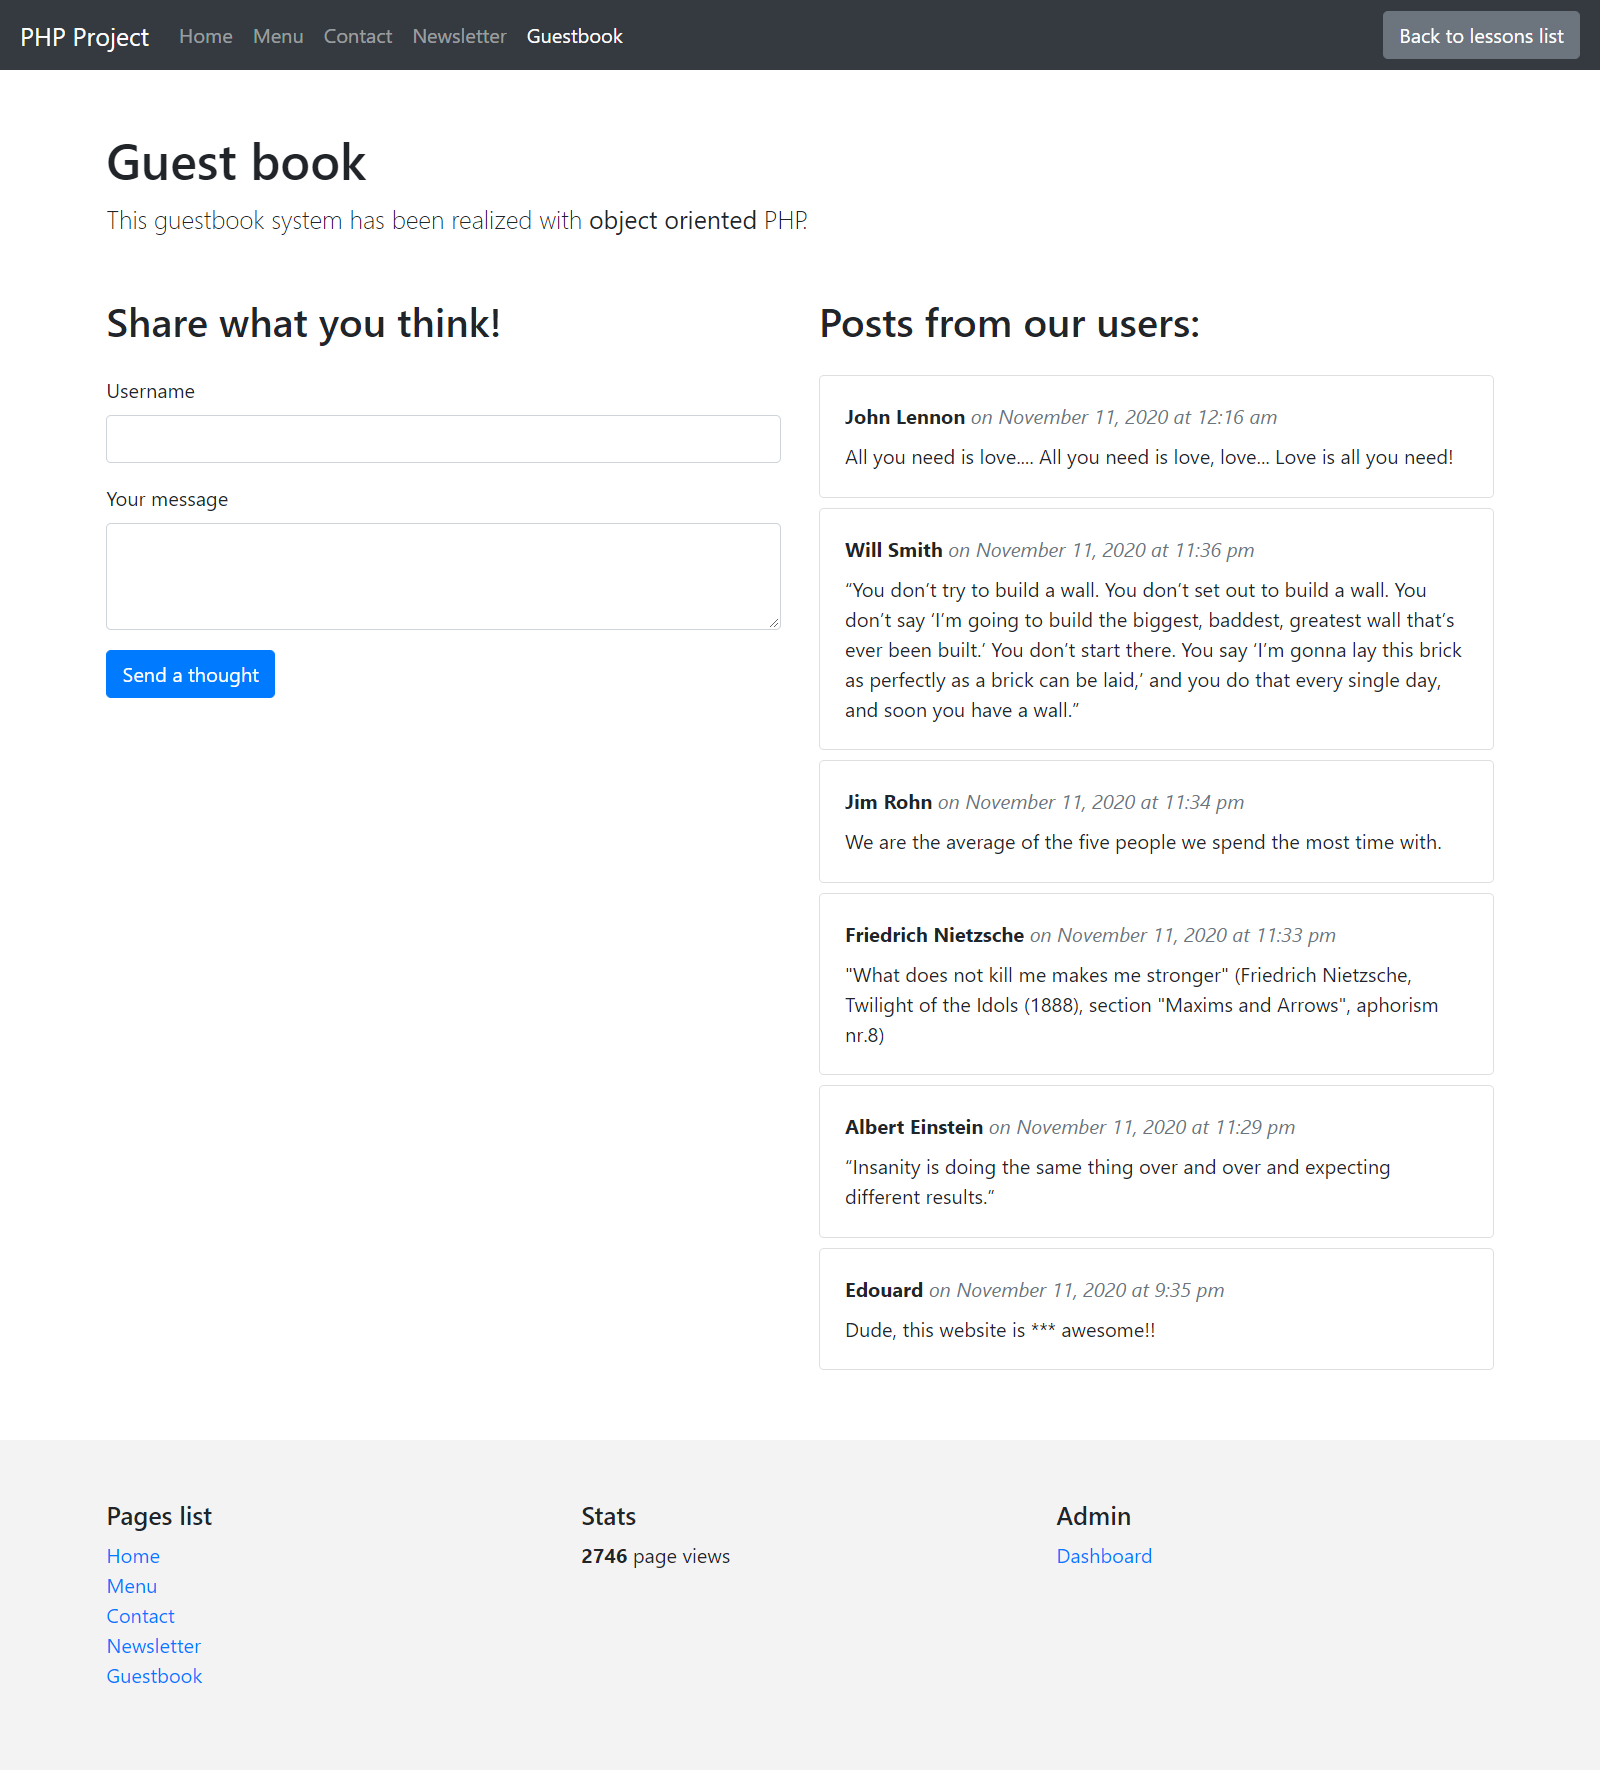 PHP Project Home Menu Contact Newsletter Guestbook Back to lessons list
Guest book
This guestbook system has been realized with object oriented PHP.
Share what you think!
Username
Your message
Send a thought
Posts from our users:
John Lennon on November 11, 2020 at 12:16 am
All you need is love.... All you need is love, love... Love is all you need!
Will Smith on November 11, 2020 at 11:36 pm
“You don’t try to build a wall. You don’t set out to build a wall. You
don’t say ‘I’m going to build the biggest, baddest, greatest wall that’s
ever been built.’ You don’t start there. You say ‘I’m gonna lay this brick
as perfectly as a brick can be laid,’ and you do that every single day,
and soon you have a wall.”
Jim Rohn on November 11, 2020 at 11:34 pm
We are the average of the five people we spend the most time with.
Friedrich Nietzsche on November 11, 2020 at 11:33 pm
"What does not kill me makes me stronger" (Friedrich Nietzsche,
Twilight of the Idols (1888), section "Maxims and Arrows", aphorism
nr.8)
Albert Einstein on November 11, 2020 at 11:29 pm
“Insanity is doing the same thing over and over and expecting
different results.”
Edouard on November 11, 2020 at 9:35 pm
Dude, this website is *** awesome!!
Pages list
Home
Menu
Contact
Newsletter
Guestbook
Stats
2746 page views
Admin
Dashboard